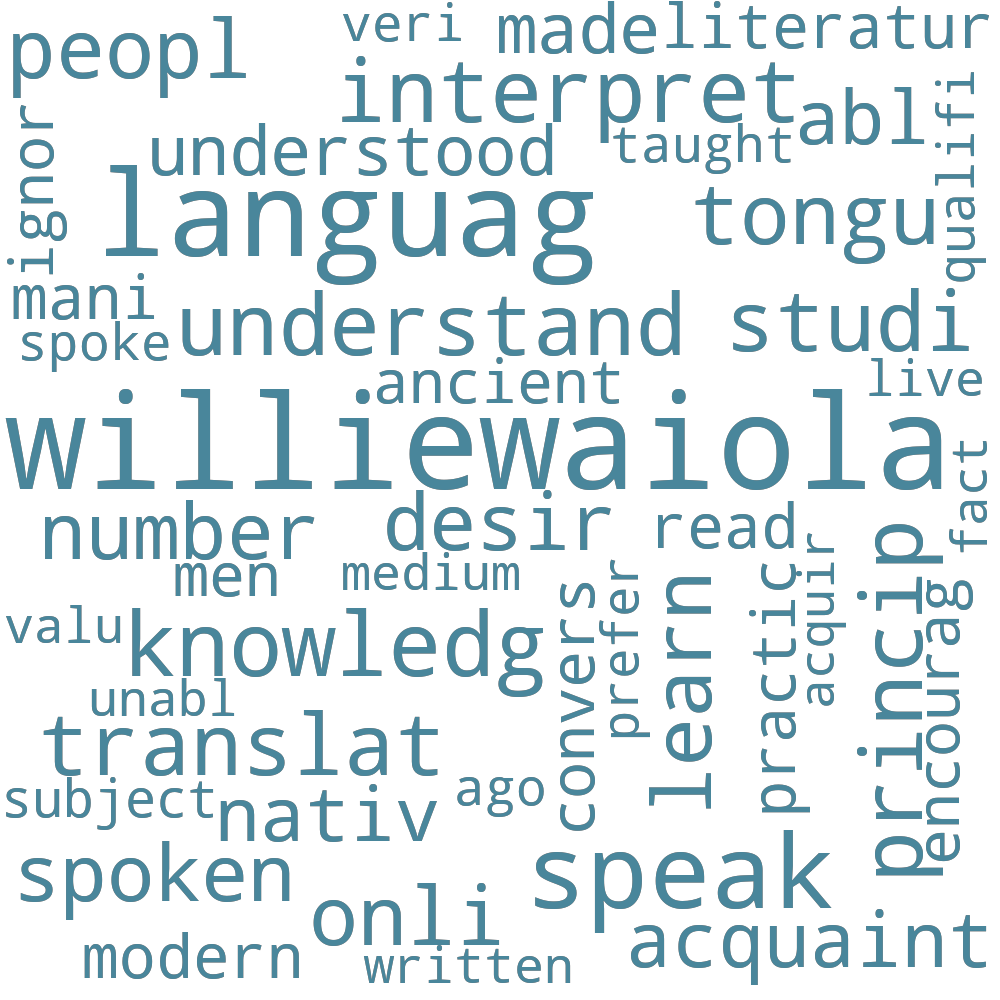 veri
madeliteratur
peopl
interpret
abl
qualifi
ignor
understood
taught
languag
tongu
mani
spoke
understand
studi
ancient
live
williewaiola
fact
number
desir
read
princip
men
medium
convers
prefer
learn
practic
acquir
encourag
valu
knowledg
unabl
translat
subject
nativ
ago
spoken
speak
onli
acquaint
modern
written